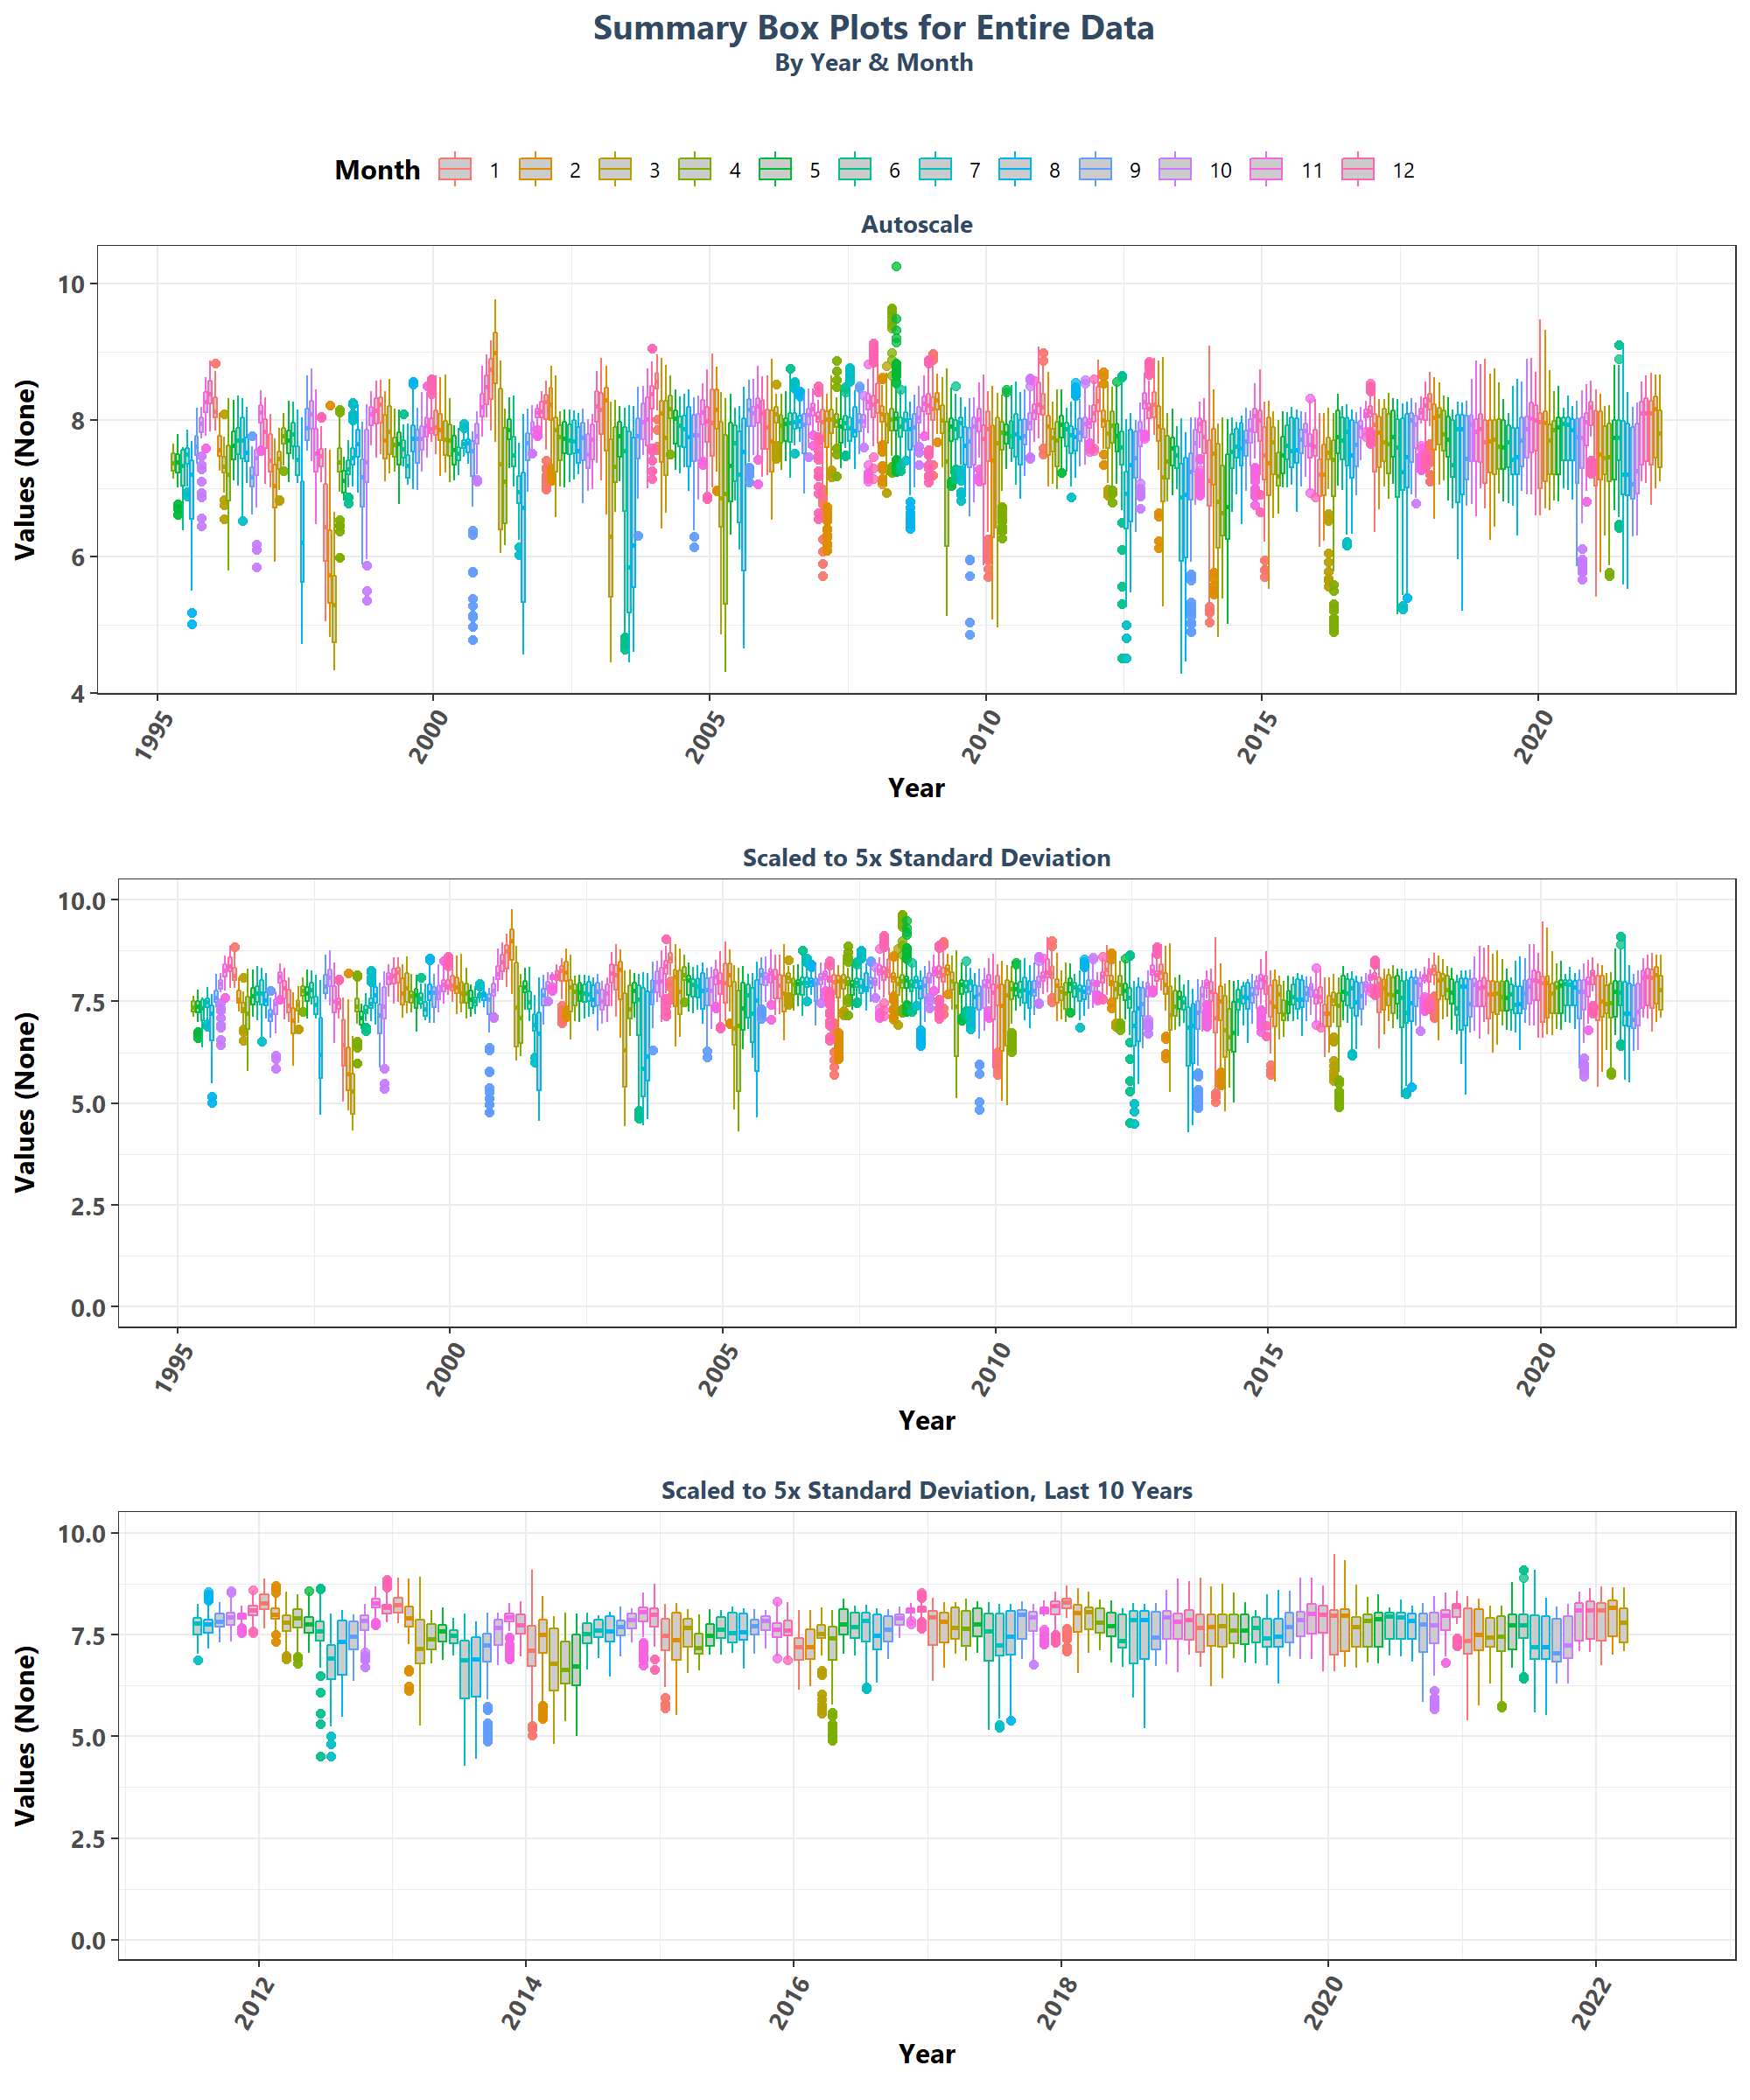 Summary Box Plots for Entire Data
By Year & Month
Month 1 2 3 4 5 6 7 8 9 10 11 12
Autoscale
Values (None)
10
8
6
4
1995 2000 2005 2010 2015 2020
Year
Scaled to 5x Standard Deviation
Values (None)
10.0
7.5
5.0
2.5
0.0
1995 2000 2005 2010 2015 2020
Year
Scaled to 5x Standard Deviation, Last 10 Years
Values (None)
10.0
7.5
5.0
2.5
0.0
2012 2014 2016 2018 2020 2022
Year